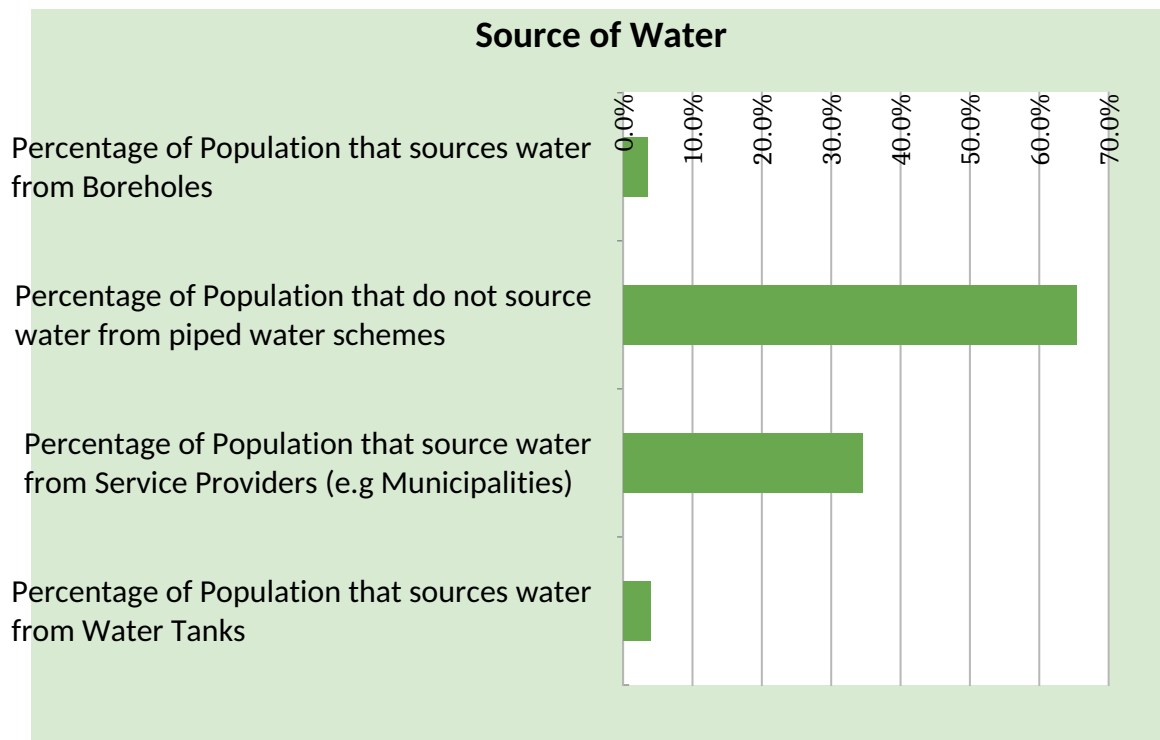 Source of Water
0.0%
10.0%
20.0%
30.0%
40.0%
50.0%
60.0%
70.0%
Percentage of Population that sources water
from Boreholes
Percentage of Population that do not source
water from piped water schemes
Percentage of Population that source water
from Service Providers (e.g Municipalities)
Percentage of Population that sources water
from Water Tanks